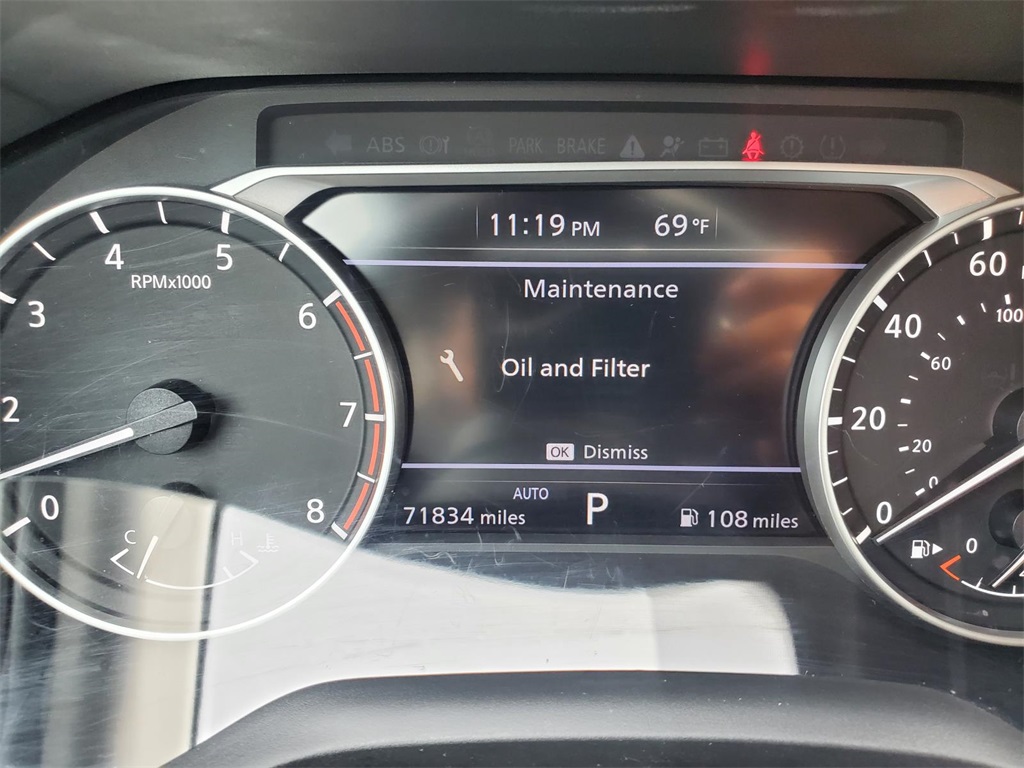 ABS PARK BRAKE
11:19 PM 69°F
Maintenance
Oil and Filter
OK Dismiss
AUTO
71834 miles P 108 miles
RPMx1000
0
2
3
4
5
6
7
8
C H
0
20
40
60
0
20
60
100
0